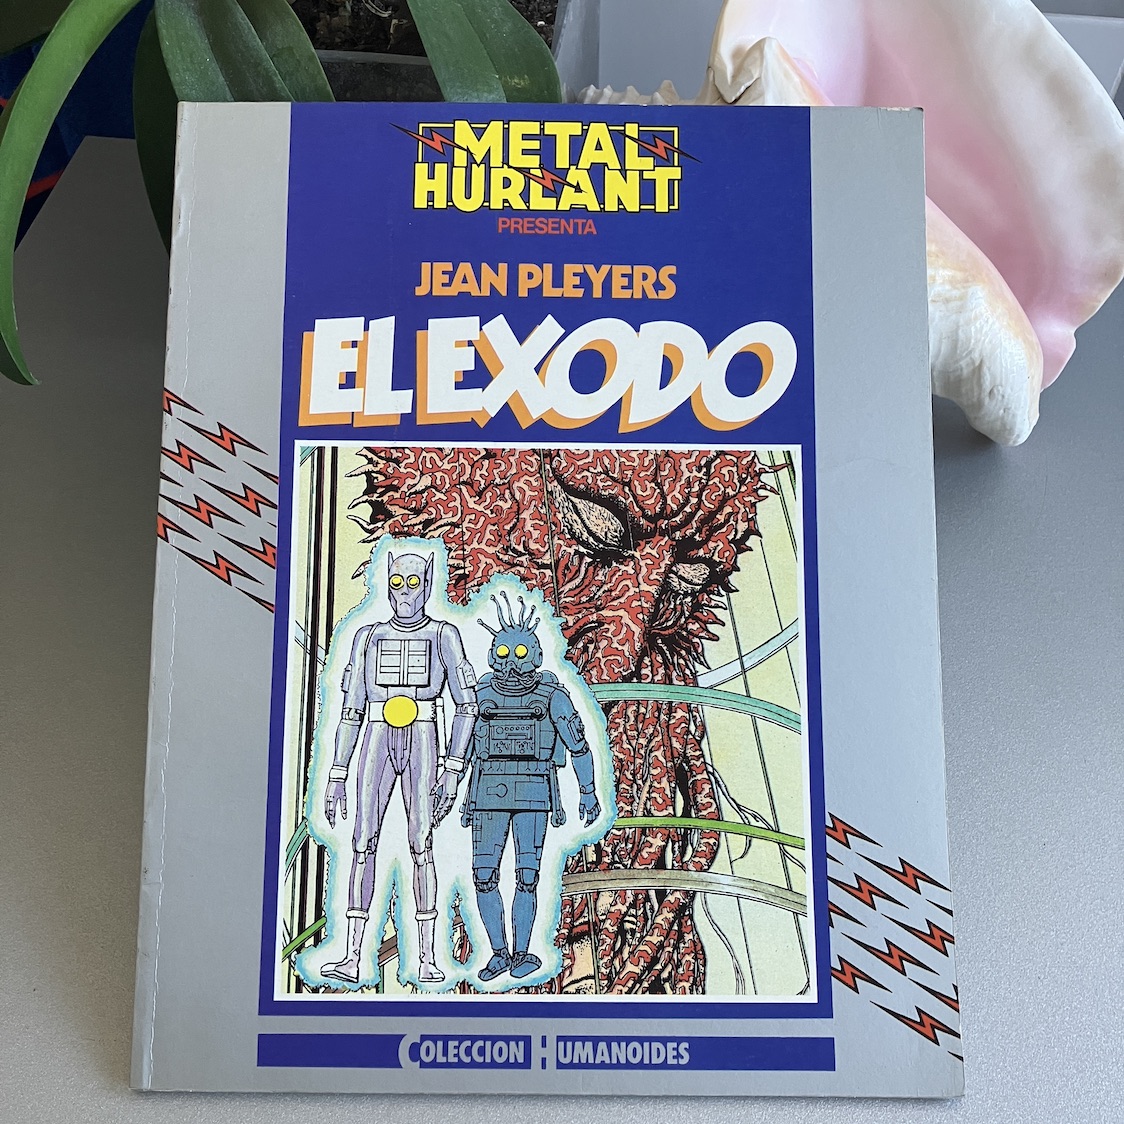 METAL
HURLANT
PRESENTA
JEAN PLEYERS
EL EXODO
COLECCION HUMANOIDES